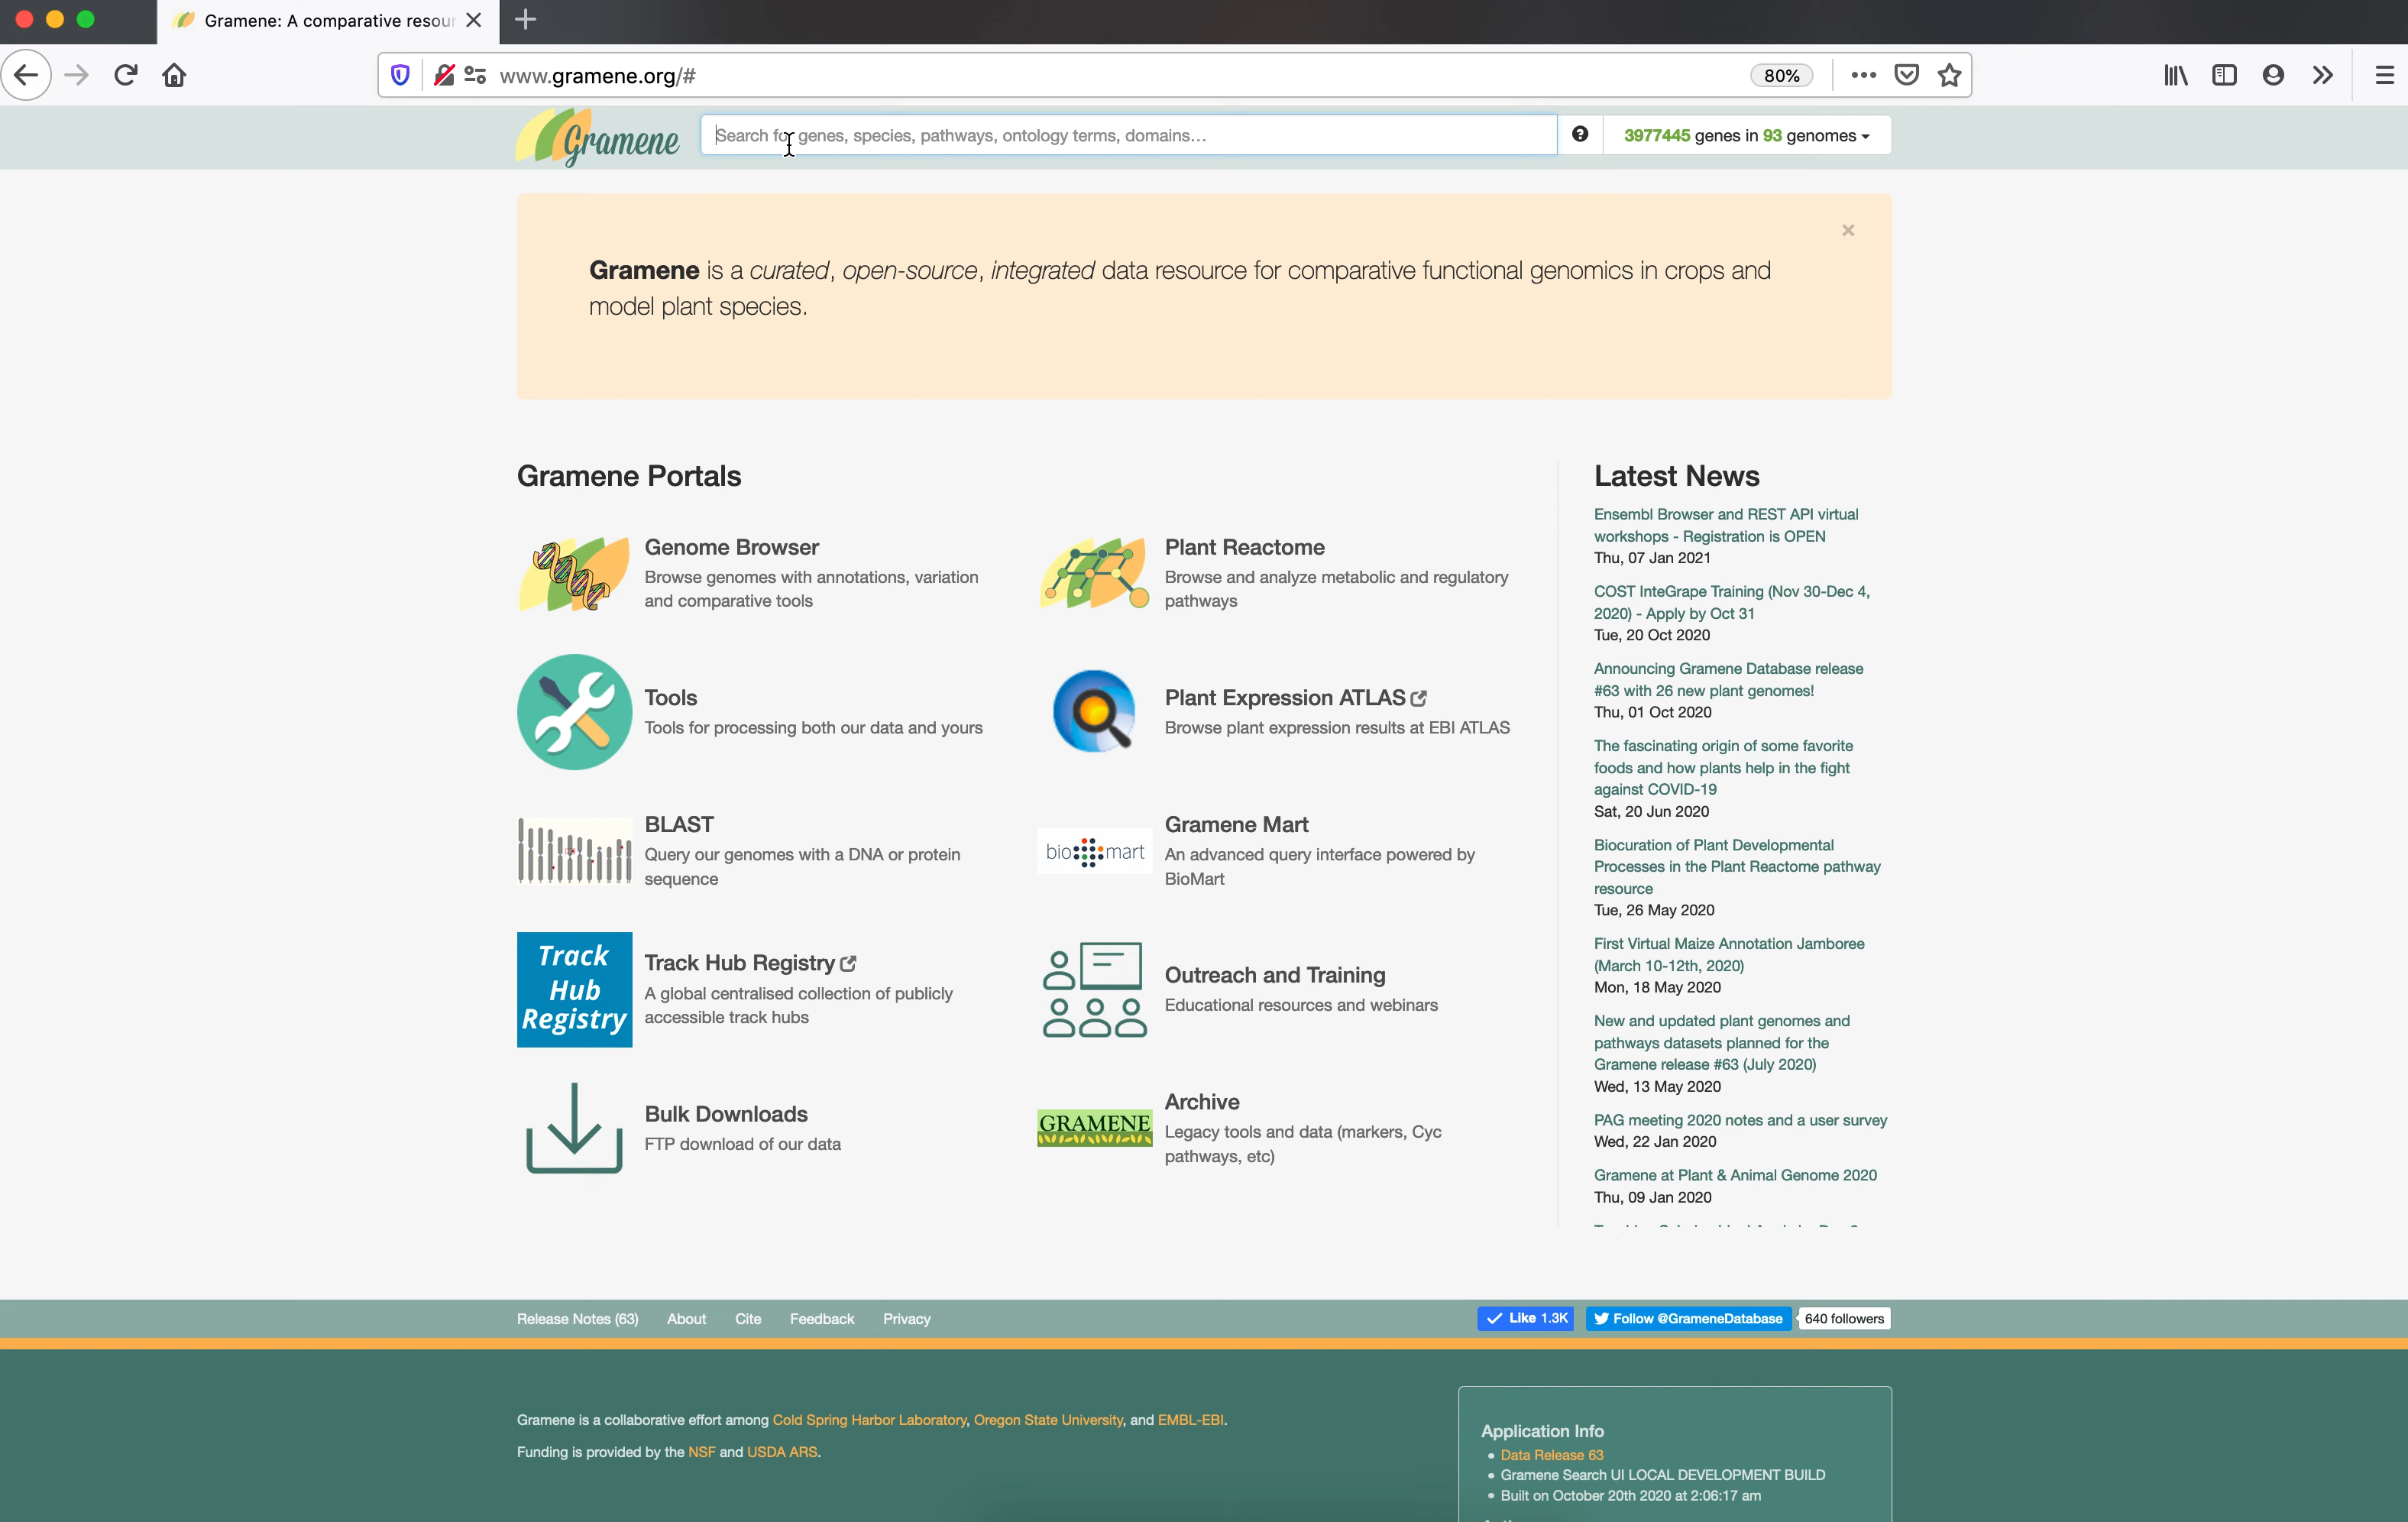 Gramene: A comparative resour
www.gramene.org/#
80%
Gramene
Search for genes, species, pathways, ontology terms, domains...
3977445 genes in 93 genomes
Gramene is a curated, open-source, integrated data resource for comparative functional genomics in crops and
model plant species.
Gramene Portals
Genome Browser
Browse genomes with annotations, variation
and comparative tools
Plant Reactome
Browse and analyze metabolic and regulatory
pathways
Tools
Tools for processing both our data and yours
Plant Expression ATLAS
Browse plant expression results at EBI ATLAS
BLAST
Query our genomes with a DNA or protein
sequence
biomart
Gramene Mart
An advanced query interface powered by
BioMart
Track
Hub
Registry
Track Hub Registry
A global centralised collection of publicly
accessible track hubs
Outreach and Training
Educational resources and webinars
Bulk Downloads
FTP download of our data
GRAMENE
Archive
Legacy tools and data (markers, Cyc
pathways, etc)
Latest News
Ensembl Browser and REST API virtual
workshops - Registration is OPEN
Thu, 07 Jan 2021
COST InteGrape Training (Nov 30-Dec 4,
2020) - Apply by Oct 31
Tue, 20 Oct 2020
Announcing Gramene Database release
#63 with 26 new plant genomes!
Thu, 01 Oct 2020
The fascinating origin of some favorite
foods and how plants help in the fight
against COVID-19
Sat, 20 Jun 2020
Biocuration of Plant Developmental
Processes in the Plant Reactome pathway
resource
Tue, 26 May 2020
First Virtual Maize Annotation Jamboree
(March 10-12th, 2020)
Mon, 18 May 2020
New and updated plant genomes and
pathways datasets planned for the
Gramene release #63 (July 2020)
Wed, 13 May 2020
PAG meeting 2020 notes and a user survey
Wed, 22 Jan 2020
Gramene at Plant & Animal Genome 2020
Thu, 09 Jan 2020
Release Notes (63) About Cite Feedback Privacy
Like 1.3K
Follow @GrameneDatabase
640 followers
Gramene is a collaborative effort among Cold Spring Harbor Laboratory, Oregon State University, and EMBL-EBI.
Funding is provided by the NSF and USDA ARS.
Application Info
Data Release 63
Gramene Search UI LOCAL DEVELOPMENT BUILD
Built on October 20th 2020 at 2:06:17 am